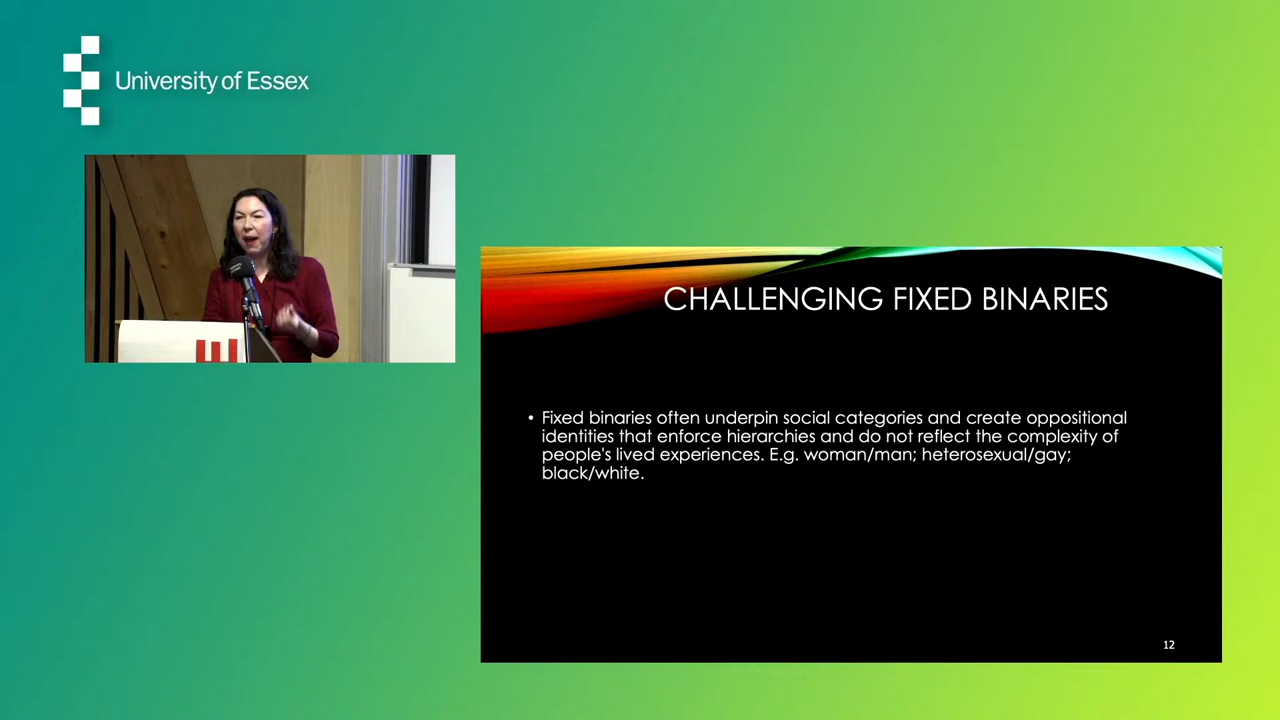 University of Essex
CHALLENGING FIXED BINARIES
• Fixed binaries often underpin social categories and create oppositional
identities that enforce hierarchies and do not reflect the complexity of
people's lived experiences. E.g. woman/man; heterosexual/gay;
black/white.
12